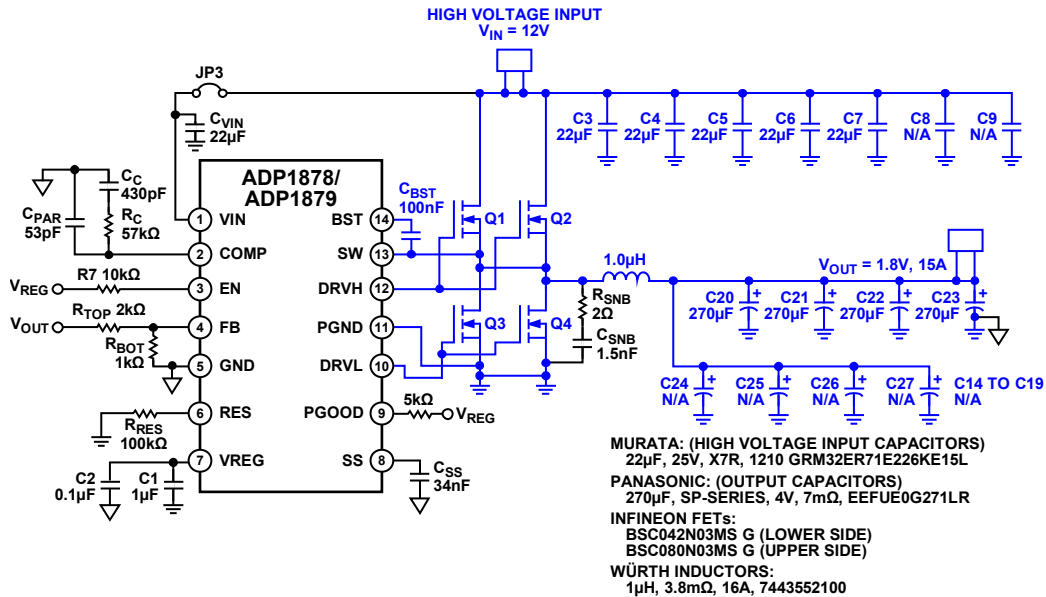 HIGH VOLTAGE INPUT
VIN = 12V
JP3
CVIN
22µF
C3
22µF
C4
22µF
C5
22µF
C6
22µF
C7
22µF
C8
N/A
C9
N/A
CC
430pF
CPAR
53pF
RC
57kΩ
ADP1878/
ADP1879
CBST
100nF
1 VIN
2 COMP
3 EN
4 FB
5 GND
6 RES
7 VREG
BST 14
SW 13
DRVH 12
PGND 11
DRVL 10
PGOOD 9
SS 8
VREG
R7 10kΩ
VOUT
RTOP 2kΩ
RBOT
1kΩ
RRES
100kΩ
C2
0.1µF
C1
1µF
Q1
Q2
Q3
Q4
1.0µH
RSNB
2Ω
CSNB
1.5nF
5kΩ
VREG
CSS
34nF
VOUT = 1.8V, 15A
C20
270µF
+
C21
270µF
+
C22
270µF
+
C23
270µF
+
C24
N/A
+
C25
N/A
+
C26
N/A
+
C27
N/A
+
C14 TO C19
N/A
MURATA: (HIGH VOLTAGE INPUT CAPACITORS)
22µF, 25V, X7R, 1210 GRM32ER71E226KE15L
PANASONIC: (OUTPUT CAPACITORS)
270µF, SP-SERIES, 4V, 7mΩ, EEFUE0G271LR
INFINEON FETs:
BSC042N03MS G (LOWER SIDE)
BSC080N03MS G (UPPER SIDE)
WÜRTH INDUCTORS:
1µH, 3.8mΩ, 16A, 7443552100